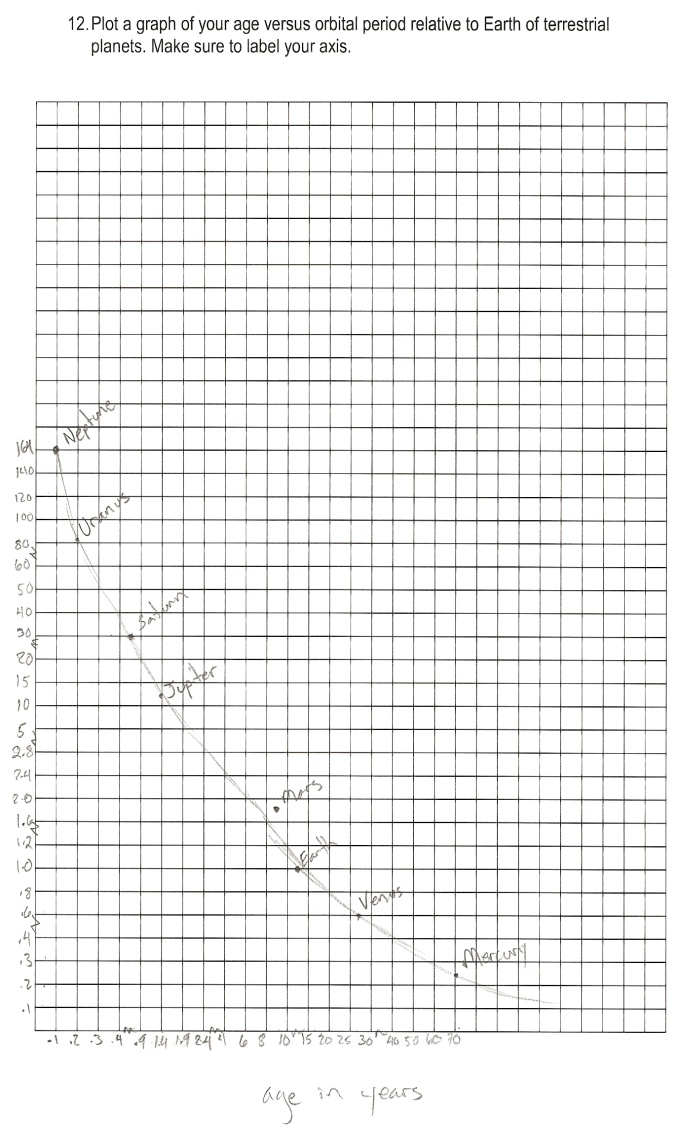 12. Plot a graph of your age versus orbital period relative to Earth of terrestrial
planets. Make sure to label your axis.
Neptune
164
140
120
Uranus
100
80
60
50
Saturn
40
30
20
Jupiter
15
10
5
2.8
2.4
Mars
2.0
1.6
1.2
Earth
1.0
.8
Venus
.6
.4
Mercury
.3
.2
.1
.1 .2 .3 .4 .9 1.4 1.9 2.4 4 6 8 10 15 20 25 30 40 50 60 70
age in years